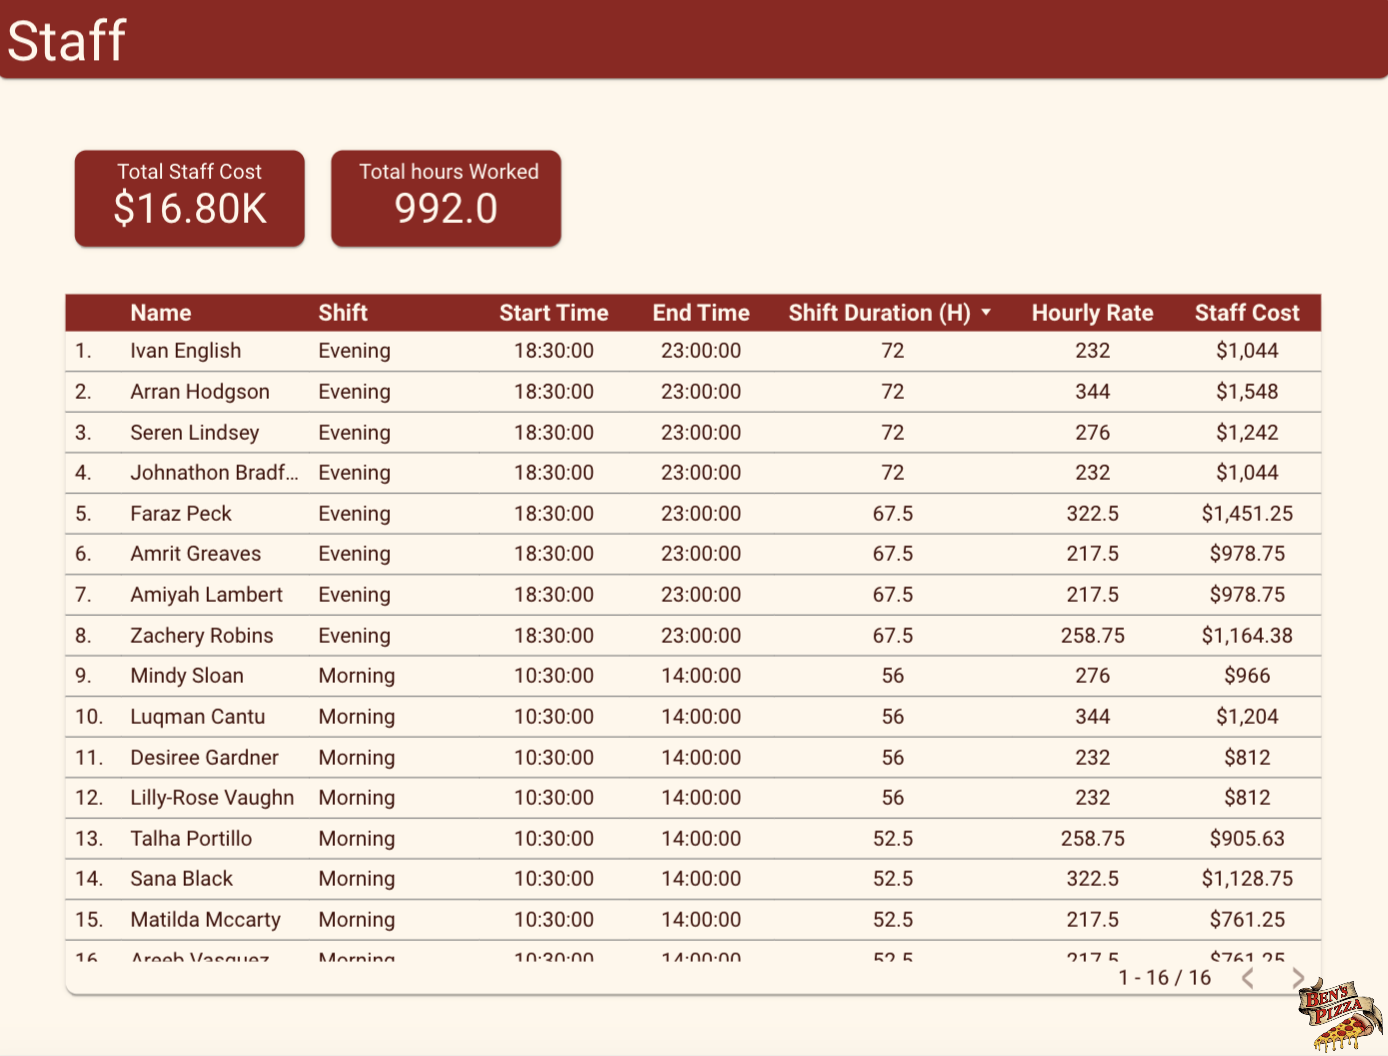 Staff
Total Staff Cost
$16.80K
Total hours Worked
992.0
Name Shift Start Time End Time Shift Duration (H) Hourly Rate Staff Cost
1. Ivan English Evening 18:30:00 23:00:00 72 232 $1,044
2. Arran Hodgson Evening 18:30:00 23:00:00 72 344 $1,548
3. Seren Lindsey Evening 18:30:00 23:00:00 72 276 $1,242
4. Johnathon Bradf... Evening 18:30:00 23:00:00 72 232 $1,044
5. Faraz Peck Evening 18:30:00 23:00:00 67.5 322.5 $1,451.25
6. Amrit Greaves Evening 18:30:00 23:00:00 67.5 217.5 $978.75
7. Amiyah Lambert Evening 18:30:00 23:00:00 67.5 217.5 $978.75
8. Zachery Robins Evening 18:30:00 23:00:00 67.5 258.75 $1,164.38
9. Mindy Sloan Morning 10:30:00 14:00:00 56 276 $966
10. Luqman Cantu Morning 10:30:00 14:00:00 56 344 $1,204
11. Desiree Gardner Morning 10:30:00 14:00:00 56 232 $812
12. Lilly-Rose Vaughn Morning 10:30:00 14:00:00 56 232 $812
13. Talha Portillo Morning 10:30:00 14:00:00 52.5 258.75 $905.63
14. Sana Black Morning 10:30:00 14:00:00 52.5 322.5 $1,128.75
15. Matilda Mccarty Morning 10:30:00 14:00:00 52.5 217.5 $761.25
16. Areeb Vasquez Morning 10:30:00 14:00:00 52.5 217.5 $761.25
1 - 16 / 16
BEN'S
PIZZA